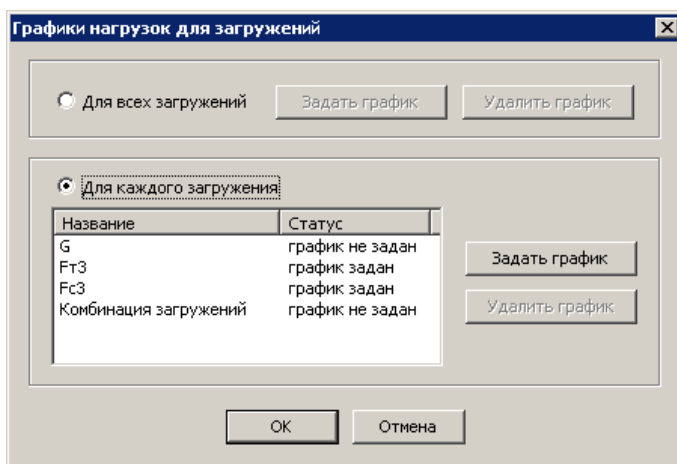 Графики нагрузок для загружений
Для всех загружений Задать график Удалить график
Для каждого загружения
Название Статус
G график не задан
Fт3 график задан
Fс3 график задан
Комбинация загружений график не задан
Задать график
Удалить график
OK Отмена